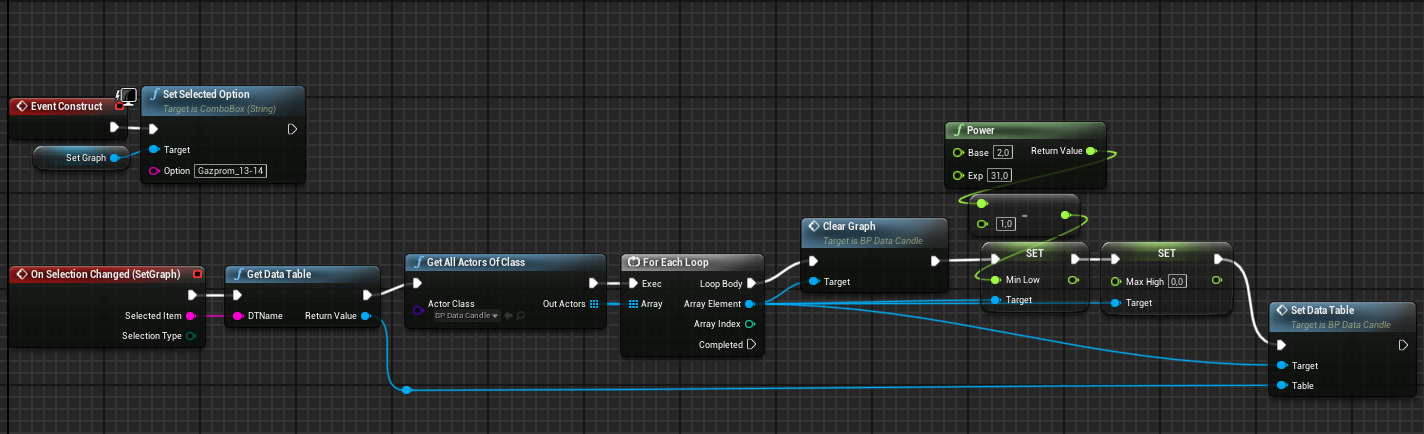 Event Construct
Set Selected Option
Target is ComboBox (String)
Set Graph
Target
Option Gazprom_13-14
Power
Base 2,0 Return Value
Exp 31,0
-
1,0
On Selection Changed (SetGraph)
Selected Item
Selection Type
Get Data Table
DTName Return Value
Get All Actors Of Class
Actor Class Out Actors
BP Data Candle
For Each Loop
Exec Loop Body
Array Array Element
Array Index
Completed
Clear Graph
Target is BP Data Candle
Target
SET
Min Low
Target
SET
Max High 0,0
Target
Set Data Table
Target is BP Data Candle
Target
Table